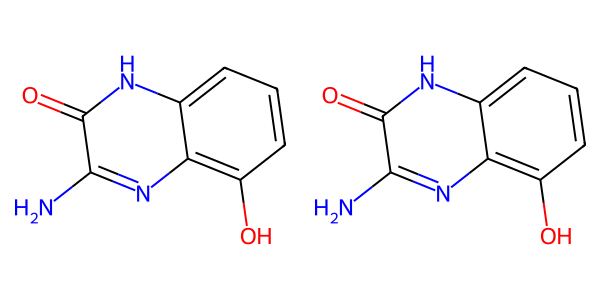 H H
N N
O O
N N
H₂N H₂N
OH OH